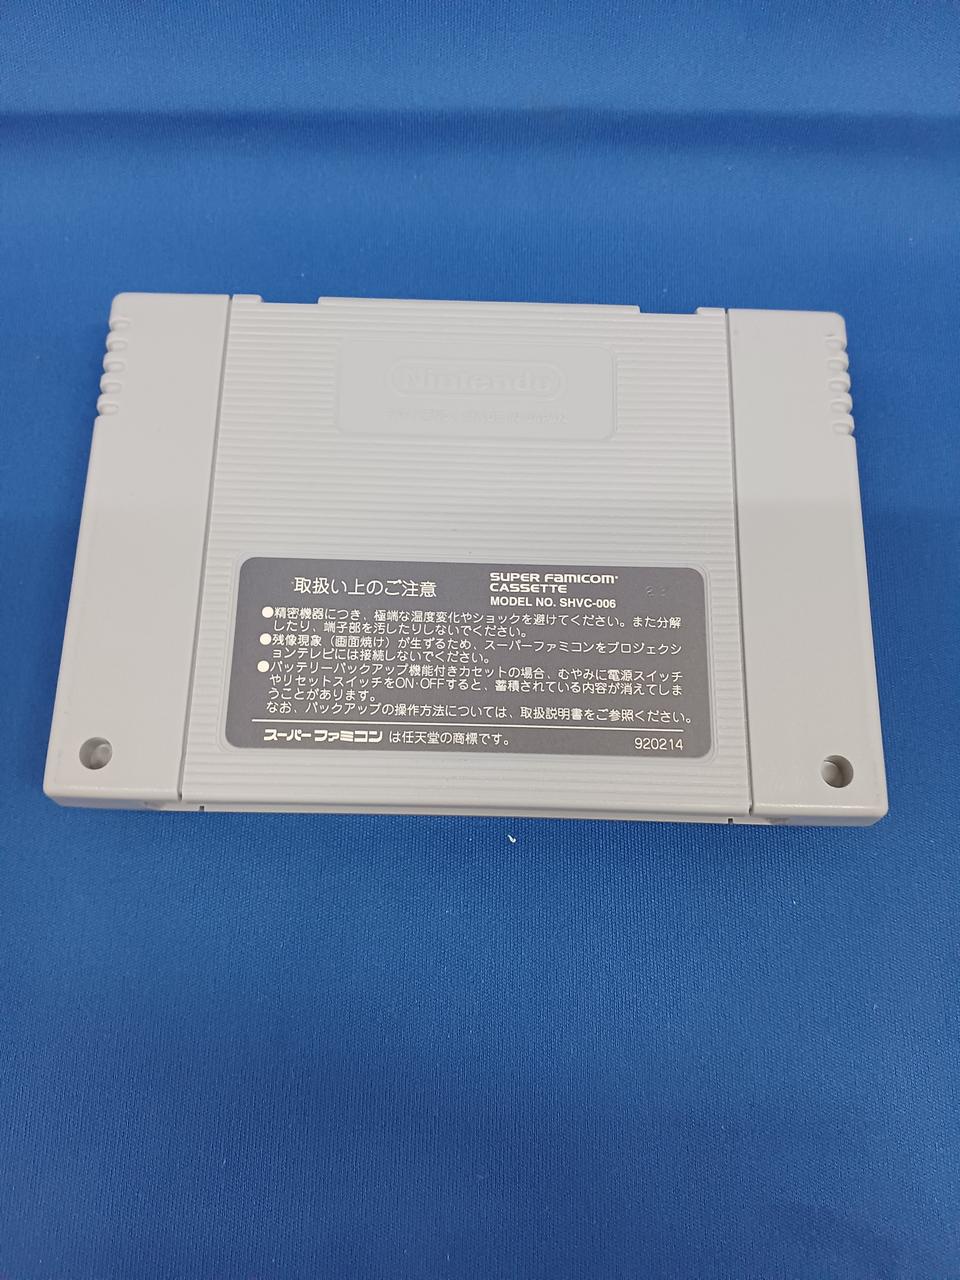 Nintendo
MADE IN JAPAN
取扱い上のご注意
SUPER FAMICOM
CASSETTE
MODEL NO. SHVC-006
●精密機器につき、極端な温度変化やショックを避けてください。また分解
したり、端子部を汚したりしないでください。
●残像現象（画面焼け）が生ずるため、スーパーファミコンをプロジェクシ
ョンテレビには接続しないでください。
●バッテリーバックアップ機能付きカセットの場合、むやみに電源スイッチ
やリセットスイッチをON・OFFすると、蓄積されている内容が消えてしま
うことがあります。
なお、バックアップの操作方法については、取扱説明書をご参照ください。
スーパーファミコン は任天堂の商標です。
920214